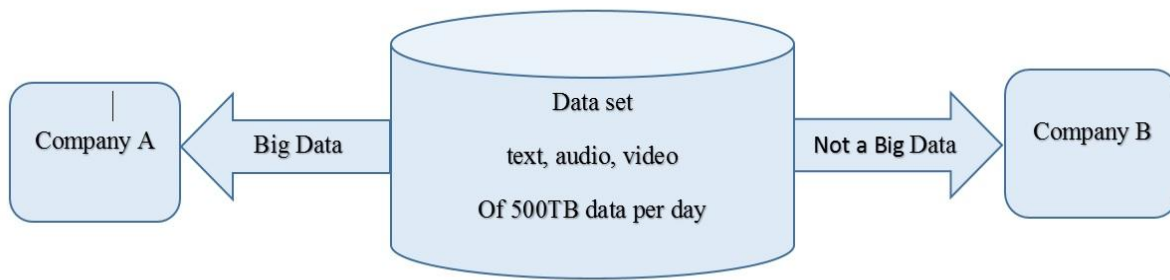 Company A
Big Data
Data set
text, audio, video
Of 500TB data per day
Not a Big Data
Company B